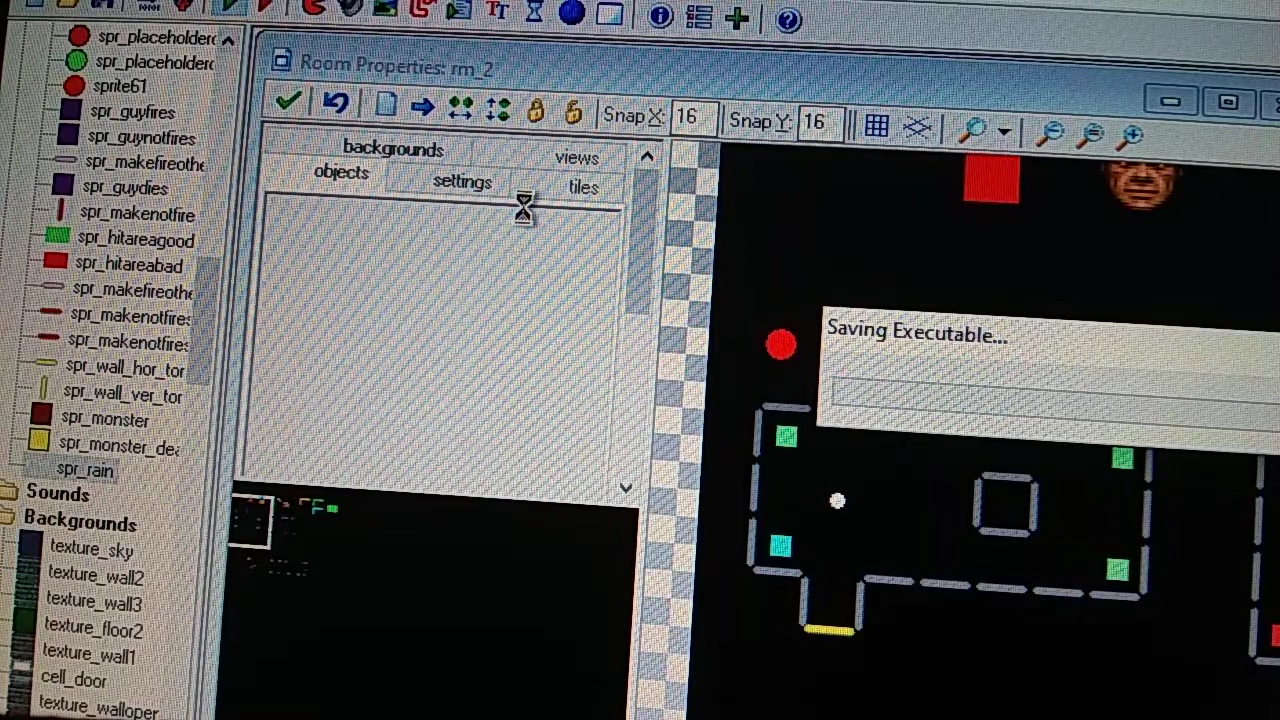 spr_placeholder
spr_placeholder
sprite61
spr_guyfires
spr_guynotfires
spr_makefireothe
spr_guydies
spr_makenotfire
spr_hitareagood
spr_hitareabad
spr_makefireothe
spr_makenotfires
spr_makenotfires
spr_wall_hor_tor
spr_wall_ver_tor
spr_monster
spr_monster_dea
spr_rain
Sounds
Backgrounds
texture_sky
texture_wall2
texture_wall3
texture_floor2
texture_wall1
cell_door
texture_walloper
Room Properties: rm_2
Snap X: 16 Snap Y: 16
backgrounds views
objects settings tiles
Saving Executable...